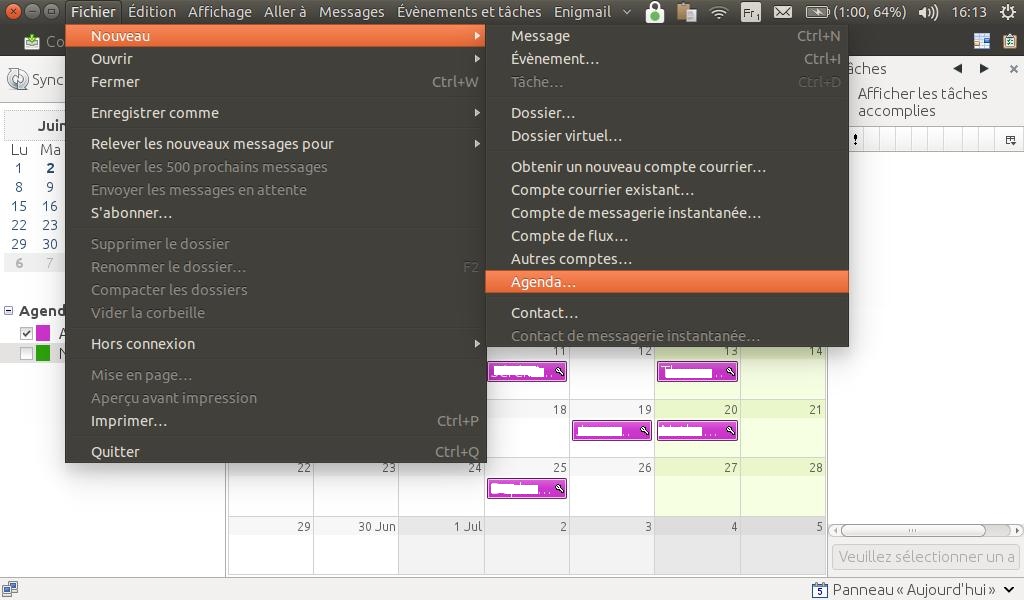 Fichier Édition Affichage Aller à Messages Évènements et tâches Enigmail Fr1 (1:00, 64%) 16:13
Nouveau
Ouvrir
Fermer Ctrl+W
Enregistrer comme
Relever les nouveaux messages pour
Relever les 500 prochains messages
Envoyer les messages en attente
S'abonner…
Supprimer le dossier
Renommer le dossier… F2
Compacter les dossiers
Vider la corbeille
Hors connexion
Mise en page…
Aperçu avant impression
Imprimer… Ctrl+P
Quitter Ctrl+Q
Message Ctrl+N
Évènement… Ctrl+I
Tâche… Ctrl+D
Dossier…
Dossier virtuel…
Obtenir un nouveau compte courrier…
Compte courrier existant…
Compte de messagerie instantanée…
Compte de flux…
Autres comptes…
Agenda…
Contact…
Contact de messagerie instantanée…
Co
Sync
Juin
Lu Ma
1 2
8 9
15 16
22 23
29 30
6 7
Agend
A
N
âches
Afficher les tâches
accomplies
!
11 12 13 14
18 19 20 21
22 23 24 25 26 27 28
29 30 Jun 1 Jul 2 3 4 5
Veuillez sélectionner un a
5 Panneau « Aujourd'hui »